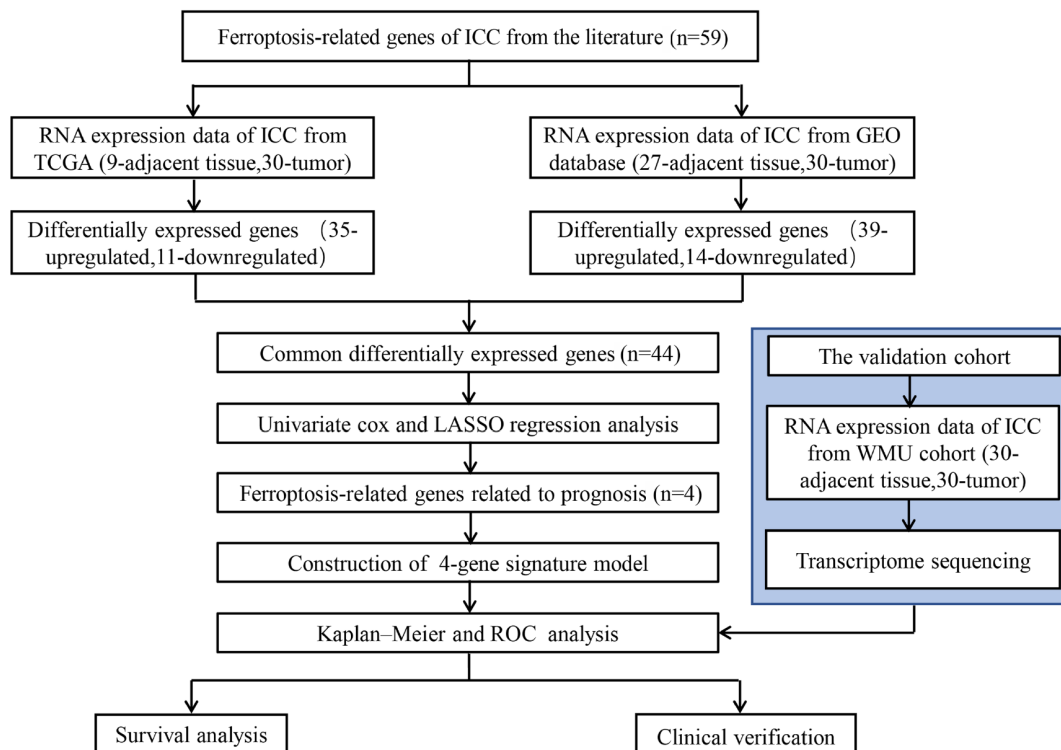 Ferroptosis-related genes of ICC from the literature (n=59)
RNA expression data of ICC from
TCGA (9-adjacent tissue,30-tumor)
RNA expression data of ICC from GEO
database (27-adjacent tissue,30-tumor)
Differentially expressed genes （35-
upregulated,11-downregulated）
Differentially expressed genes （39-
upregulated,14-downregulated）
Common differentially expressed genes (n=44)
Univariate cox and LASSO regression analysis
Ferroptosis-related genes related to prognosis (n=4)
Construction of 4-gene signature model
The validation cohort
RNA expression data of ICC
from WMU cohort (30-
adjacent tissue,30-tumor)
Transcriptome sequencing
Kaplan–Meier and ROC analysis
Survival analysis
Clinical verification